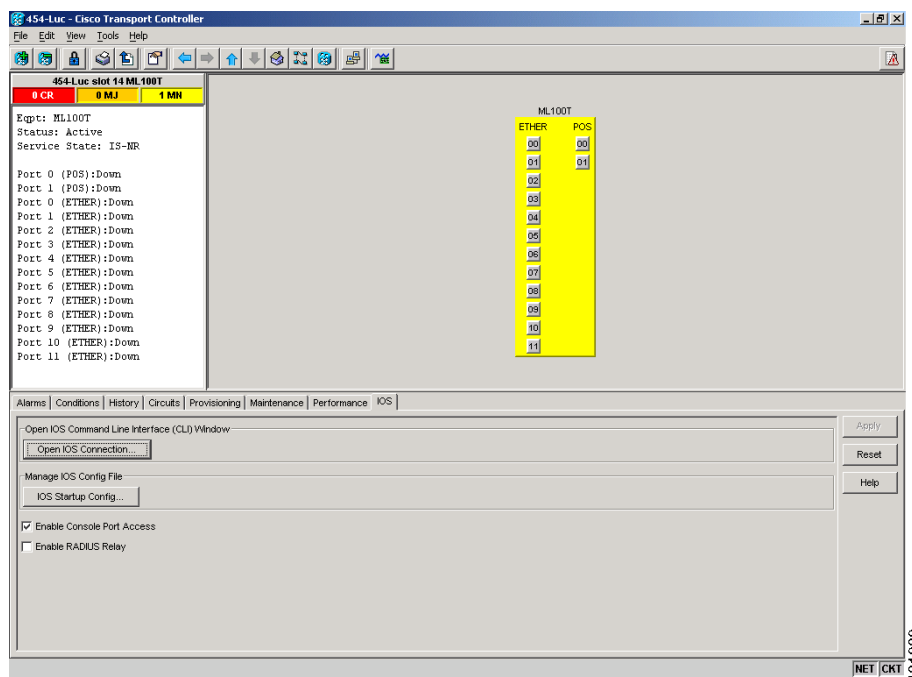 454-Luc - Cisco Transport Controller
File Edit View Tools Help
454-Luc slot 14 ML100T
0 CR 0 MJ 1 MN
Eqpt: ML100T
Status: Active
Service State: IS-NR
Port 0 (POS):Down
Port 1 (POS):Down
Port 0 (ETHER):Down
Port 1 (ETHER):Down
Port 2 (ETHER):Down
Port 3 (ETHER):Down
Port 4 (ETHER):Down
Port 5 (ETHER):Down
Port 6 (ETHER):Down
Port 7 (ETHER):Down
Port 8 (ETHER):Down
Port 9 (ETHER):Down
Port 10 (ETHER):Down
Port 11 (ETHER):Down
ML100T
ETHER POS
00 00
01 01
02
03
04
05
06
07
08
09
10
11
Alarms Conditions History Circuits Provisioning Maintenance Performance IOS
Open IOS Command Line Interface (CLI) Window
Open IOS Connection...
Manage IOS Config File
IOS Startup Config...
Enable Console Port Access
Enable RADIUS Relay
Apply
Reset
Help
NET CKT